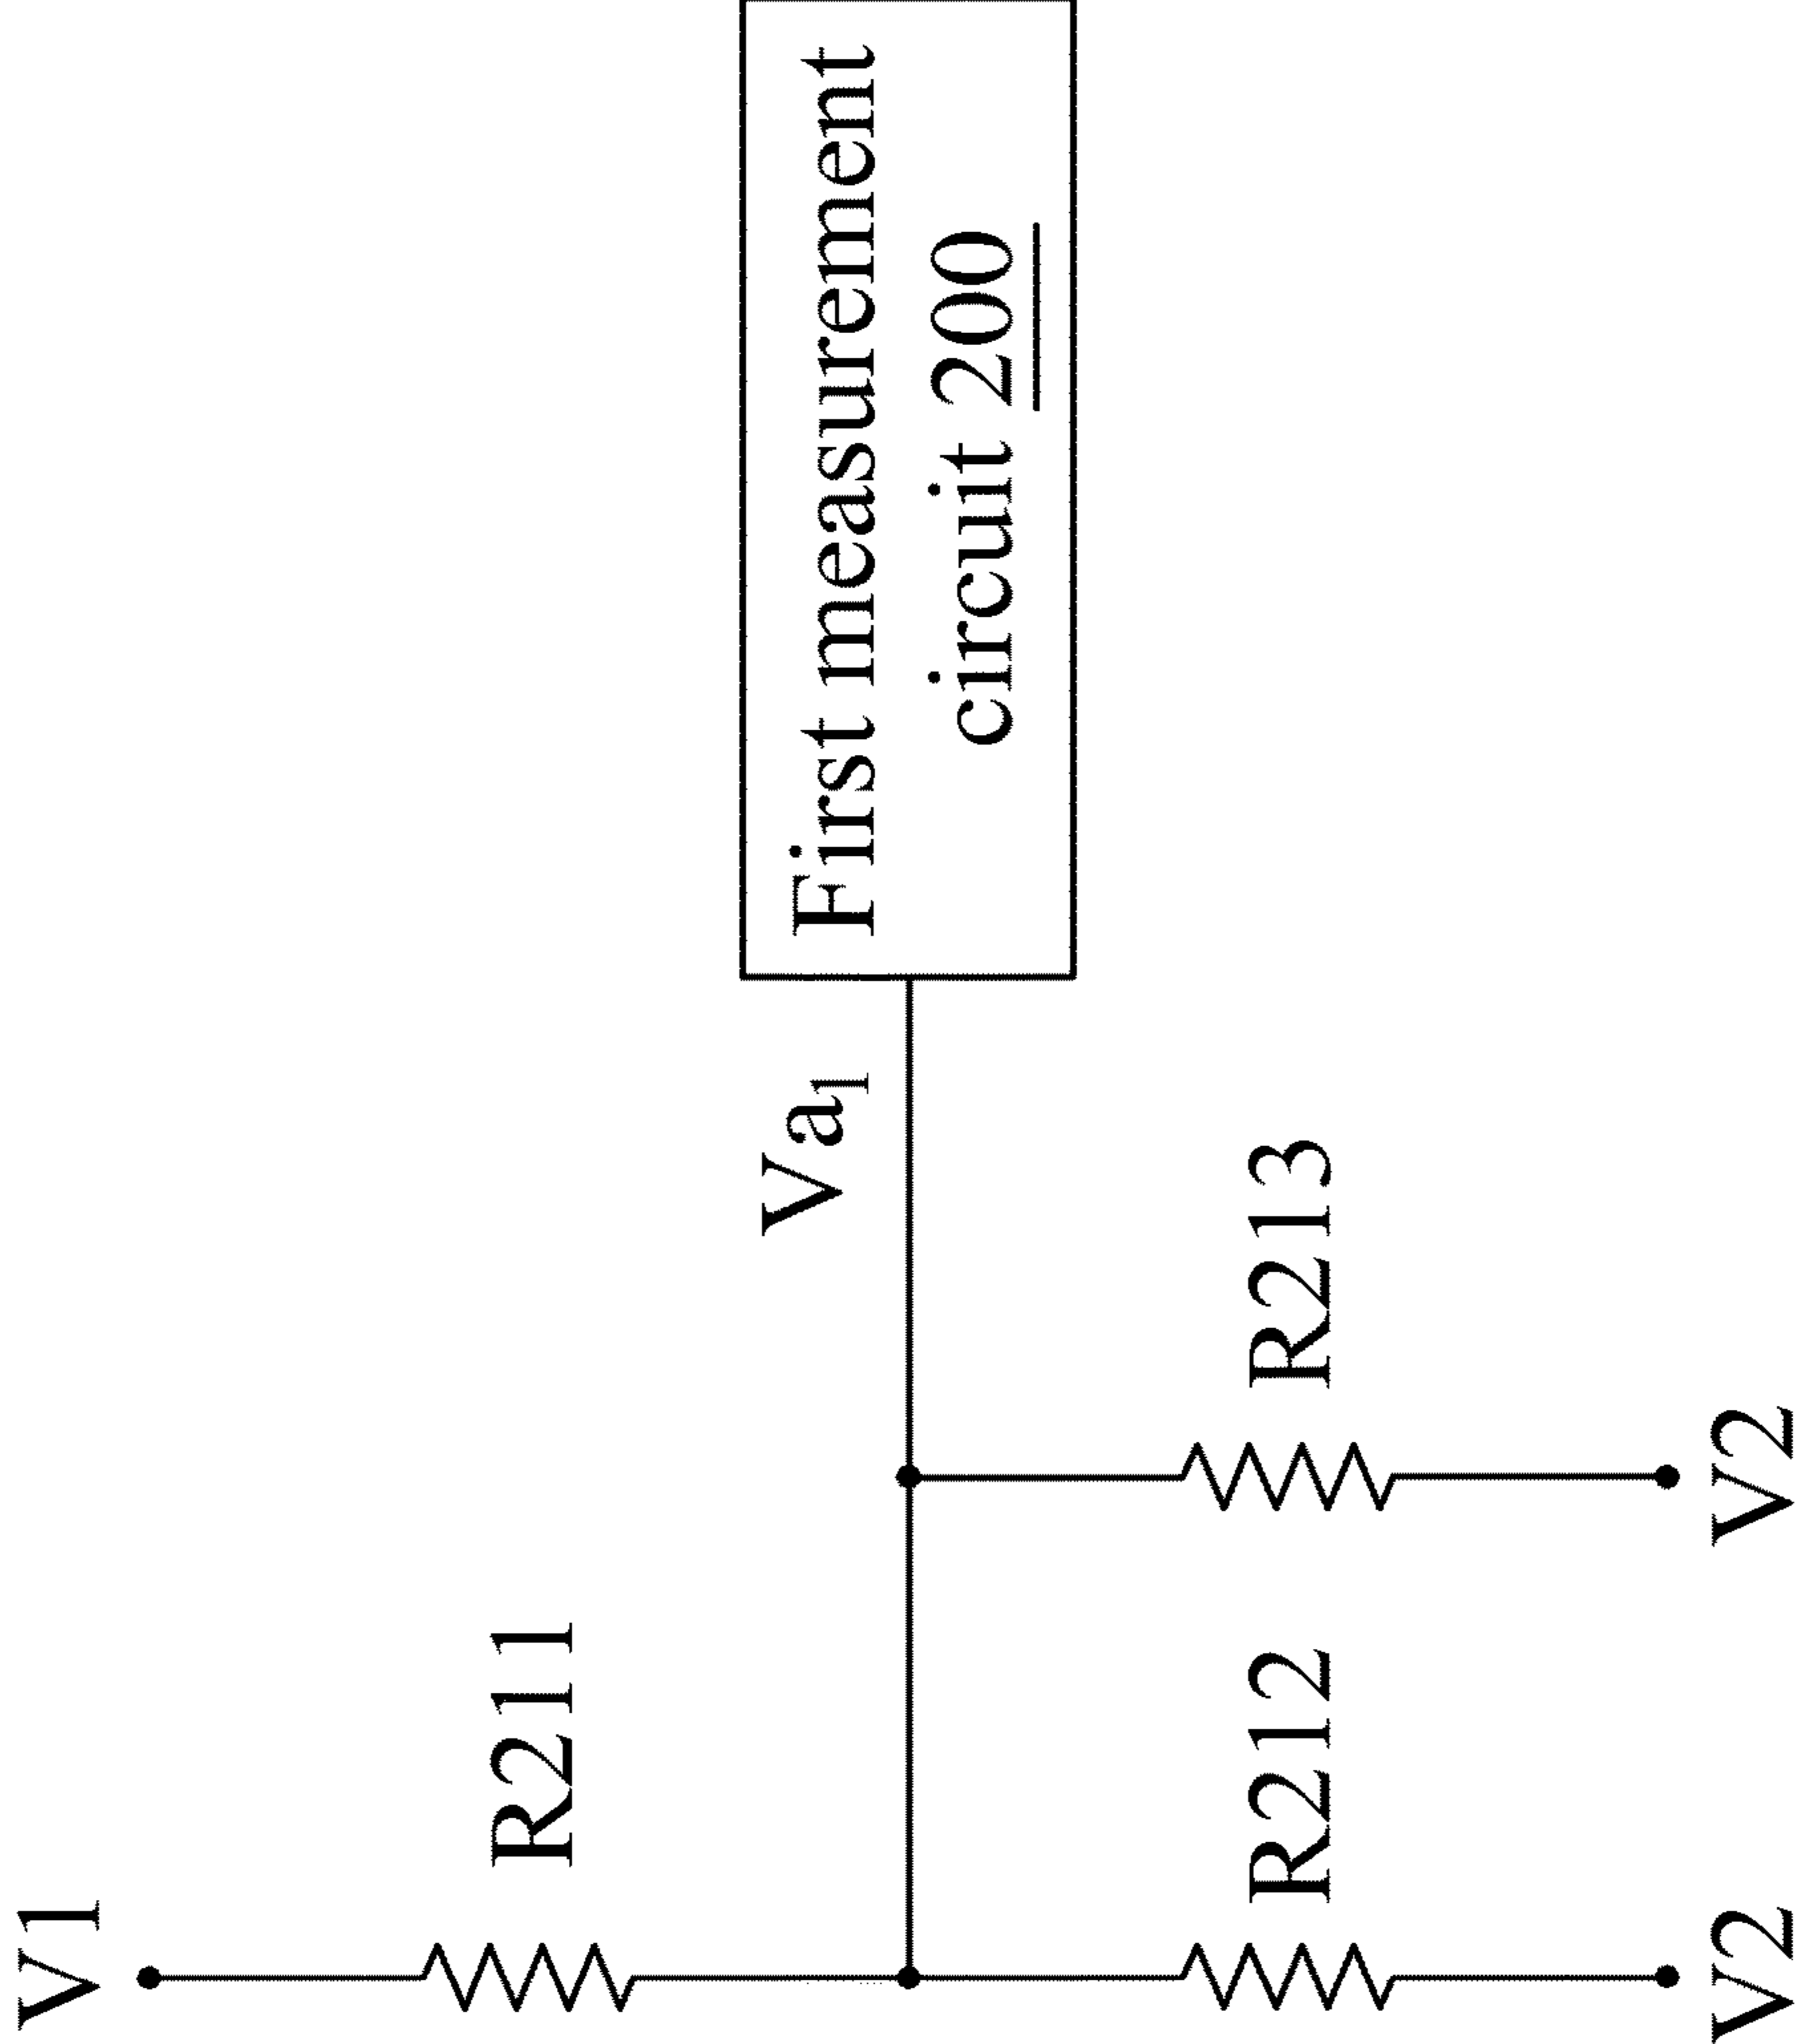 V1
R211
Va1
First measurement
circuit 200
R212
R213
V2
V2